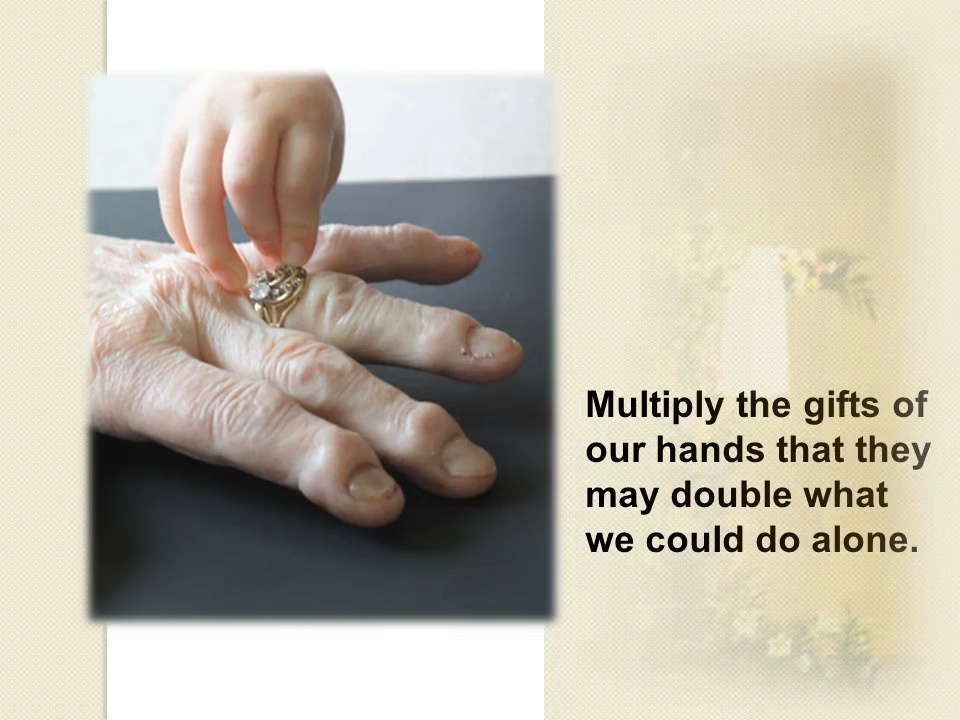 Multiply the gifts of
our hands that they
may double what
we could do alone.